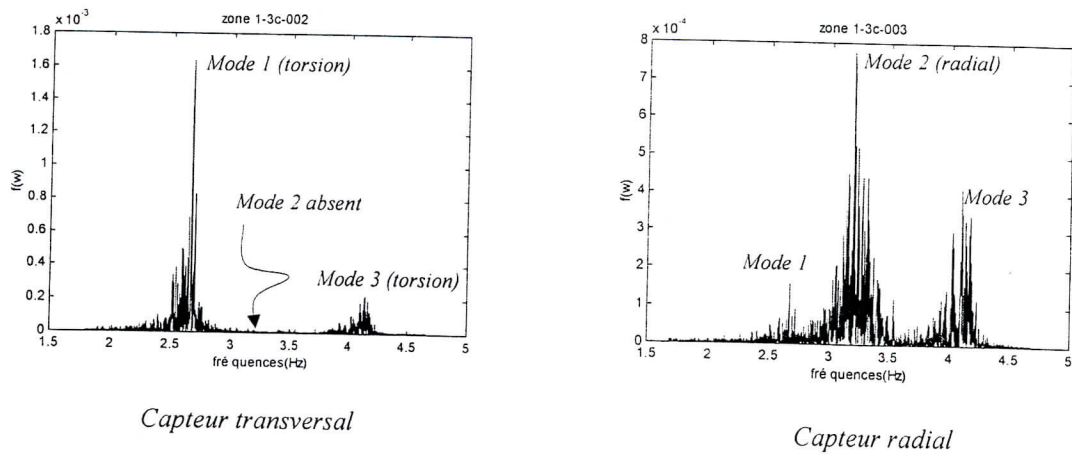 x 10⁻³
zone 1-3c-002
1.8
1.6
1.4
1.2
1
0.8
0.6
0.4
0.2
0
f(w)
Mode 1 (torsion)
Mode 2 absent
Mode 3 (torsion)
1.5 2 2.5 3 3.5 4 4.5 5
fré quences(Hz)
Capteur transversal
x 10⁻⁴
zone 1-3c-003
8
7
6
5
4
3
2
1
0
f(w)
Mode 2 (radial)
Mode 3
Mode 1
1.5 2 2.5 3 3.5 4 4.5 5
fré quences(Hz)
Capteur radial